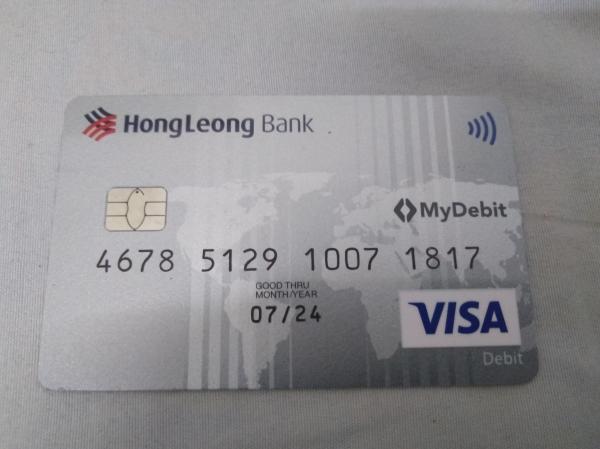 HongLeong Bank
MyDebit
4678 5129 1007 1817
GOOD THRU
MONTH/YEAR
07/24
VISA
Debit